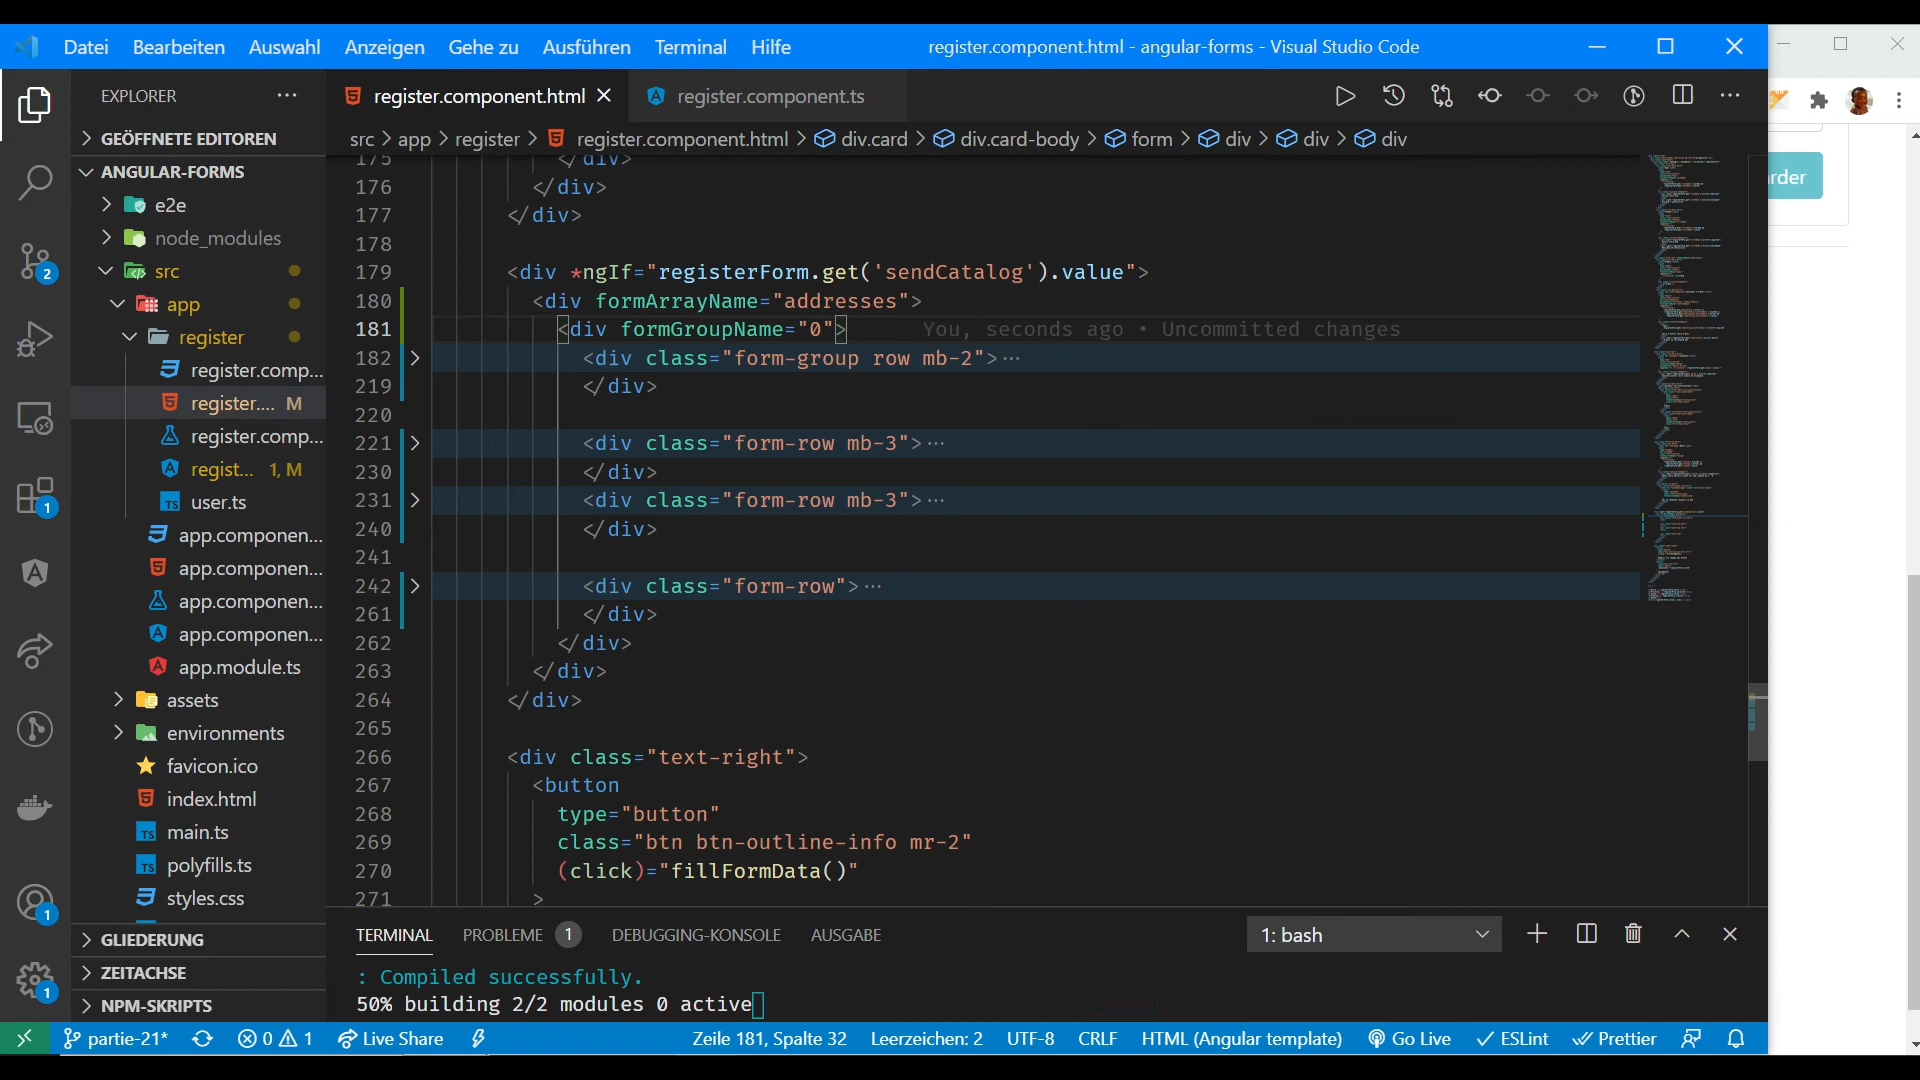 Datei Bearbeiten Auswahl Anzeigen Gehe zu Ausführen Terminal Hilfe
register.component.html - angular-forms - Visual Studio Code
EXPLORER
register.component.html
register.component.ts
GEÖFFNETE EDITOREN
src > app > register > register.component.html > div.card > div.card-body > form > div > div > div
ANGULAR-FORMS
e2e
node_modules
src
app
register
register.comp...
register.... M
register.comp...
regist... 1, M
user.ts
app.componen...
app.componen...
app.componen...
app.componen...
app.module.ts
assets
environments
favicon.ico
index.html
main.ts
polyfills.ts
styles.css
GLIEDERUNG
ZEITACHSE
NPM-SKRIPTS
175 </div>
176 </div>
177 </div>
178
179 <div *ngIf="registerForm.get('sendCatalog').value">
180 <div formArrayName="addresses">
181 <div formGroupName="0"> You, seconds ago • Uncommitted changes
182 <div class="form-group row mb-2">...
219 </div>
220
221 <div class="form-row mb-3">...
230 </div>
231 <div class="form-row mb-3">...
240 </div>
241
242 <div class="form-row">...
261 </div>
262 </div>
263 </div>
264 </div>
265
266 <div class="text-right">
267 <button
268 type="button"
269 class="btn btn-outline-info mr-2"
270 (click)="fillFormData()"
271 >
TERMINAL PROBLEME 1 DEBUGGING-KONSOLE AUSGABE
1: bash
: Compiled successfully.
50% building 2/2 modules 0 active
partie-21* 0 1 Live Share
Zeile 181, Spalte 32 Leerzeichen: 2 UTF-8 CRLF HTML (Angular template) Go Live ESLint Prettier
2
1
1
1
rder